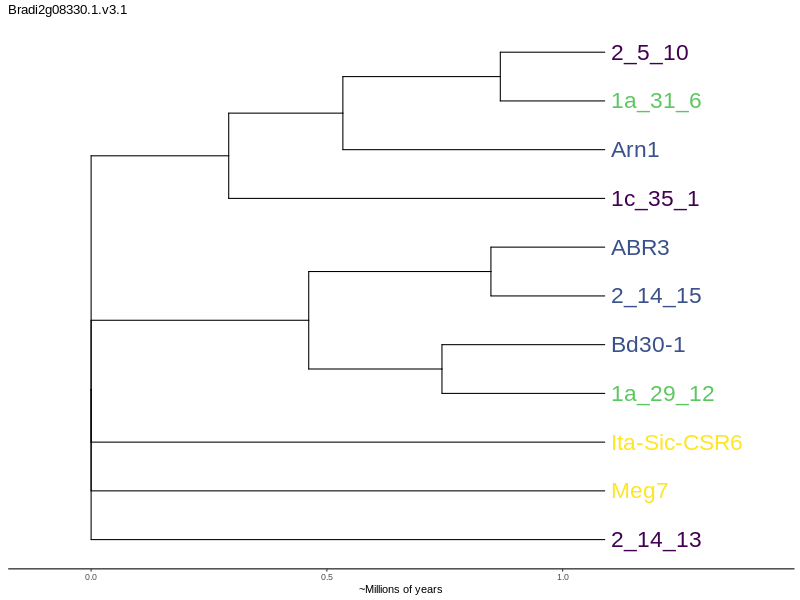 Bradi2g08330.1.v3.1
2_5_10
1a_31_6
Arn1
1c_35_1
ABR3
2_14_15
Bd30-1
1a_29_12
Ita-Sic-CSR6
Meg7
2_14_13
0.0 0.5 1.0
~Millions of years